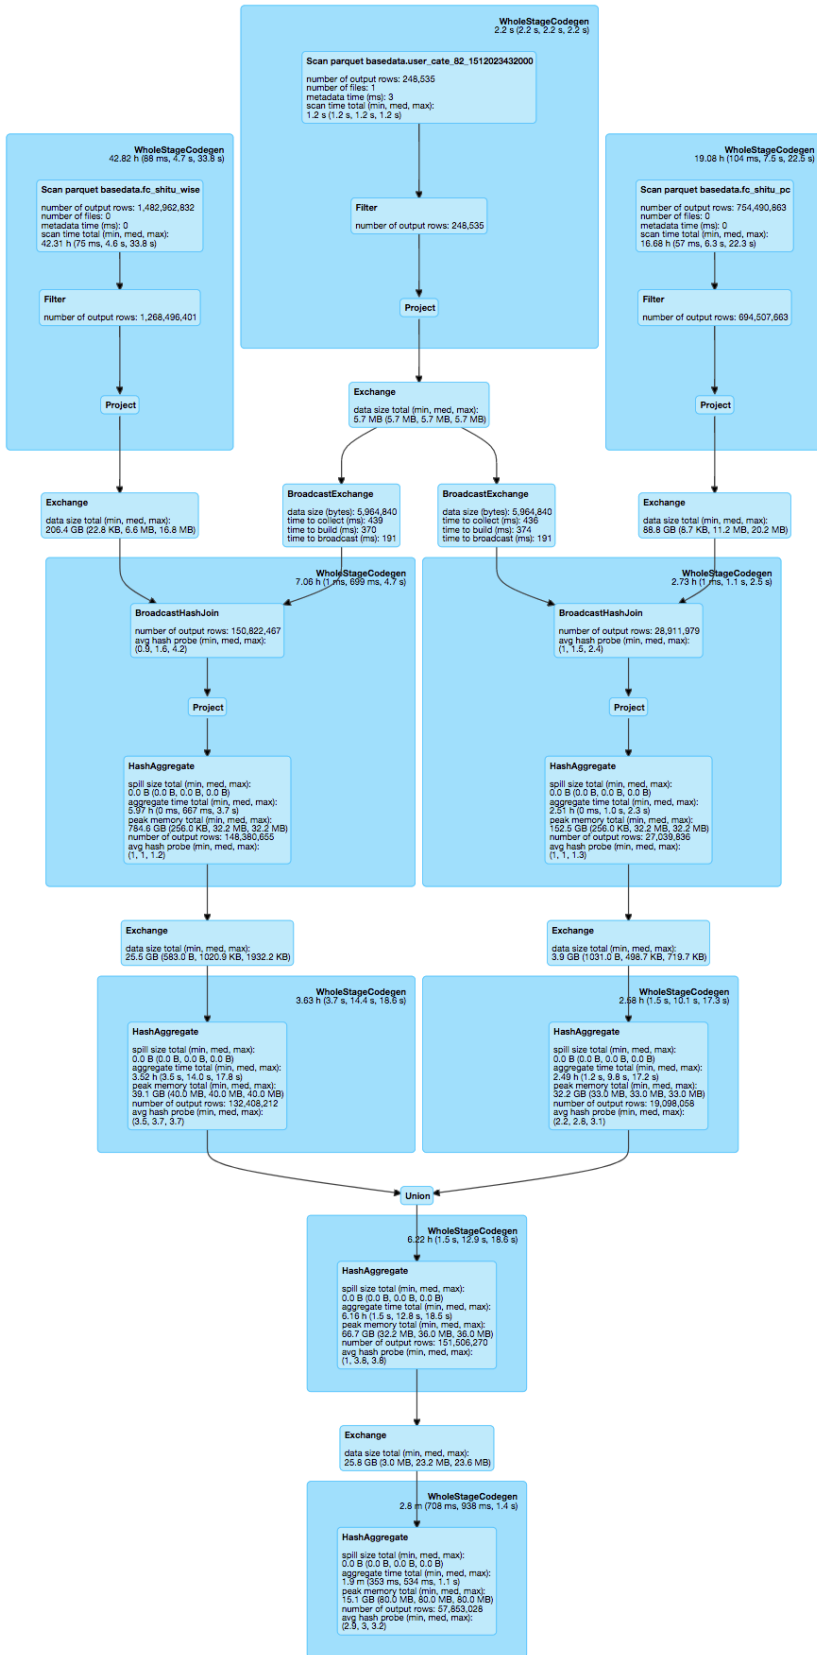 WholeStageCodegen
2.2 s (2.2 s, 2.2 s, 2.2 s)
Scan parquet basedata.user_cate_82_1512023432000
number of output rows: 248,535
number of files: 1
metadata time (ms): 3
scan time total (min, med, max):
1.2 s (1.2 s, 1.2 s, 1.2 s)
Filter
number of output rows: 248,535
Project
WholeStageCodegen
42.82 h (88 ms, 4.7 s, 33.8 s)
Scan parquet basedata.fc_shitu_wise
number of output rows: 1,482,962,832
number of files: 0
metadata time (ms): 0
scan time total (min, med, max):
42.31 h (75 ms, 4.6 s, 33.8 s)
Filter
number of output rows: 1,268,496,401
Project
WholeStageCodegen
19.08 h (104 ms, 7.5 s, 22.5 s)
Scan parquet basedata.fc_shitu_pc
number of output rows: 754,490,863
number of files: 0
metadata time (ms): 0
scan time total (min, med, max):
16.68 h (57 ms, 6.3 s, 22.3 s)
Filter
number of output rows: 694,507,663
Project
Exchange
data size total (min, med, max):
5.7 MB (5.7 MB, 5.7 MB, 5.7 MB)
Exchange
data size total (min, med, max):
206.4 GB (22.8 KB, 6.6 MB, 16.8 MB)
BroadcastExchange
data size (bytes): 5,964,840
time to collect (ms): 439
time to build (ms): 370
time to broadcast (ms): 191
BroadcastExchange
data size (bytes): 5,964,840
time to collect (ms): 436
time to build (ms): 374
time to broadcast (ms): 191
Exchange
data size total (min, med, max):
88.8 GB (8.7 KB, 11.2 MB, 20.2 MB)
WholeStageCodegen
7.06 h (1 ms, 699 ms, 4.7 s)
BroadcastHashJoin
number of output rows: 150,822,467
avg hash probe (min, med, max):
(0.9, 1.6, 4.2)
Project
HashAggregate
spill size total (min, med, max):
0.0 B (0.0 B, 0.0 B, 0.0 B)
aggregate time total (min, med, max):
5.97 h (0 ms, 667 ms, 3.7 s)
peak memory total (min, med, max):
784.6 GB (256.0 KB, 32.2 MB, 32.2 MB)
number of output rows: 148,380,655
avg hash probe (min, med, max):
(1, 1, 1.2)
WholeStageCodegen
2.73 h (1 ms, 1.1 s, 2.5 s)
BroadcastHashJoin
number of output rows: 28,911,979
avg hash probe (min, med, max):
(1, 1.5, 2.4)
Project
HashAggregate
spill size total (min, med, max):
0.0 B (0.0 B, 0.0 B, 0.0 B)
aggregate time total (min, med, max):
2.51 h (0 ms, 1.0 s, 2.3 s)
peak memory total (min, med, max):
152.5 GB (256.0 KB, 32.2 MB, 32.2 MB)
number of output rows: 27,039,836
avg hash probe (min, med, max):
(1, 1, 1.3)
Exchange
data size total (min, med, max):
25.5 GB (583.0 B, 1020.9 KB, 1932.2 KB)
Exchange
data size total (min, med, max):
3.9 GB (1031.0 B, 498.7 KB, 719.7 KB)
WholeStageCodegen
3.63 h (3.7 s, 14.4 s, 18.6 s)
HashAggregate
spill size total (min, med, max):
0.0 B (0.0 B, 0.0 B, 0.0 B)
aggregate time total (min, med, max):
3.52 h (3.5 s, 14.0 s, 17.8 s)
peak memory total (min, med, max):
39.1 GB (40.0 MB, 40.0 MB, 40.0 MB)
number of output rows: 132,408,212
avg hash probe (min, med, max):
(3.5, 3.7, 3.7)
WholeStageCodegen
2.68 h (1.5 s, 10.1 s, 17.3 s)
HashAggregate
spill size total (min, med, max):
0.0 B (0.0 B, 0.0 B, 0.0 B)
aggregate time total (min, med, max):
2.49 h (1.2 s, 9.8 s, 17.2 s)
peak memory total (min, med, max):
32.2 GB (33.0 MB, 33.0 MB, 33.0 MB)
number of output rows: 19,098,058
avg hash probe (min, med, max):
(2.2, 2.8, 3.1)
Union
WholeStageCodegen
6.22 h (1.5 s, 12.9 s, 18.6 s)
HashAggregate
spill size total (min, med, max):
0.0 B (0.0 B, 0.0 B, 0.0 B)
aggregate time total (min, med, max):
6.16 h (1.5 s, 12.8 s, 18.5 s)
peak memory total (min, med, max):
66.7 GB (32.2 MB, 36.0 MB, 36.0 MB)
number of output rows: 151,506,270
avg hash probe (min, med, max):
(1, 3.8, 3.8)
Exchange
data size total (min, med, max):
25.8 GB (3.0 MB, 23.2 MB, 23.6 MB)
WholeStageCodegen
2.8 m (708 ms, 938 ms, 1.4 s)
HashAggregate
spill size total (min, med, max):
0.0 B (0.0 B, 0.0 B, 0.0 B)
aggregate time total (min, med, max):
1.9 m (353 ms, 534 ms, 1.1 s)
peak memory total (min, med, max):
15.1 GB (80.0 MB, 80.0 MB, 80.0 MB)
number of output rows: 57,853,028
avg hash probe (min, med, max):
(2.9, 3, 3.2)